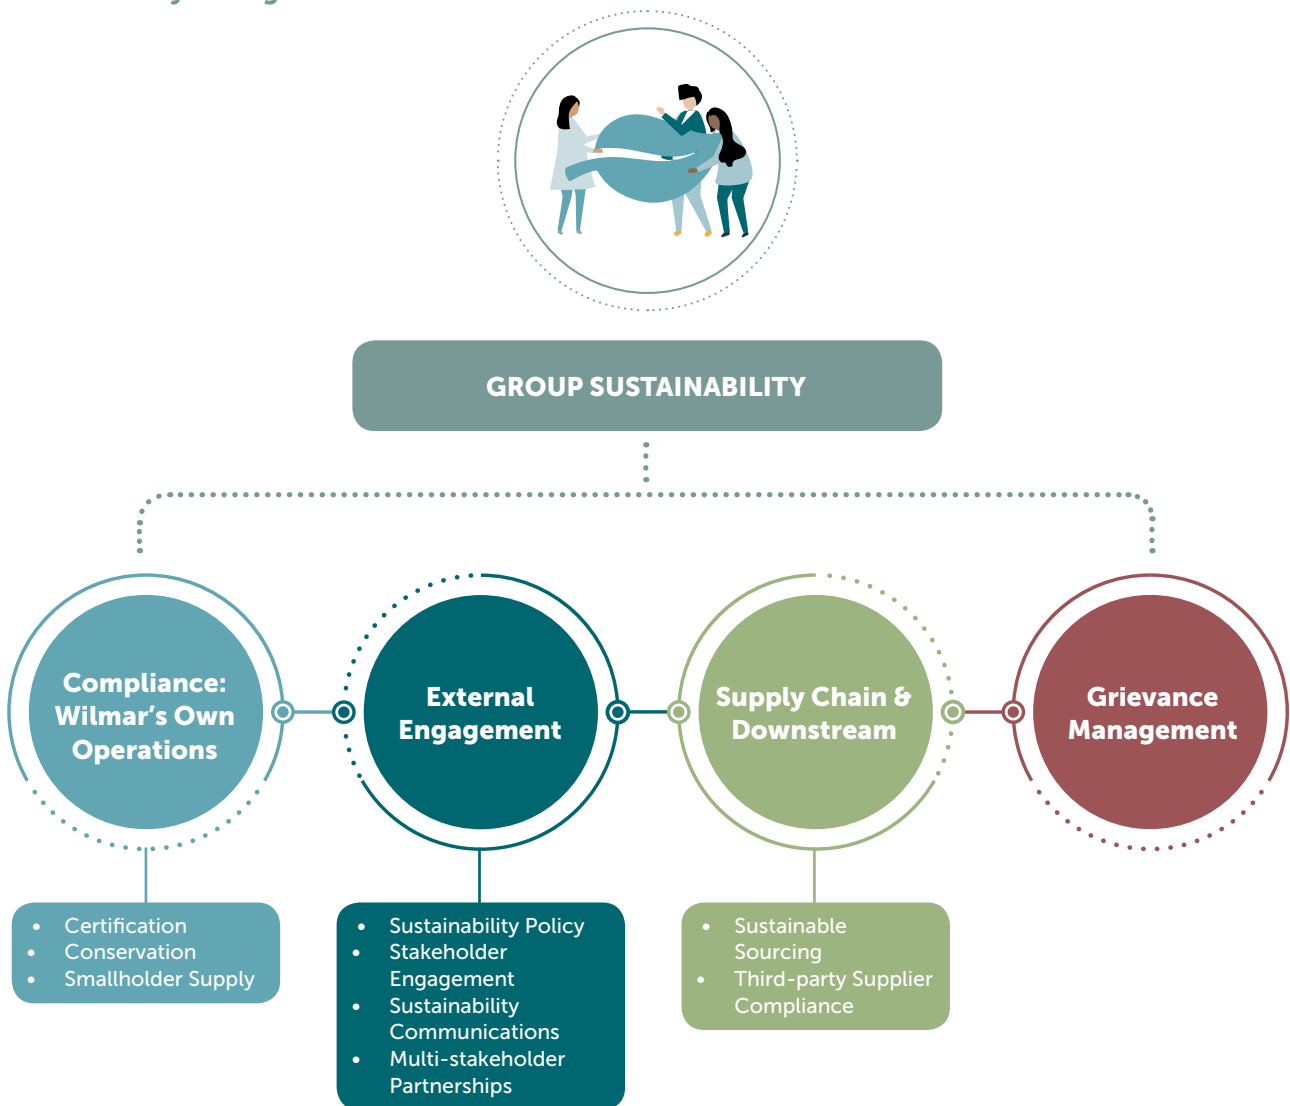 GROUP SUSTAINABILITY
Compliance:
Wilmar's Own
Operations
External
Engagement
Supply Chain &
Downstream
Grievance
Management
• Certification
• Conservation
• Smallholder Supply
• Sustainability Policy
• Stakeholder
Engagement
• Sustainability
Communications
• Multi-stakeholder
Partnerships
• Sustainable
Sourcing
• Third-party Supplier
Compliance